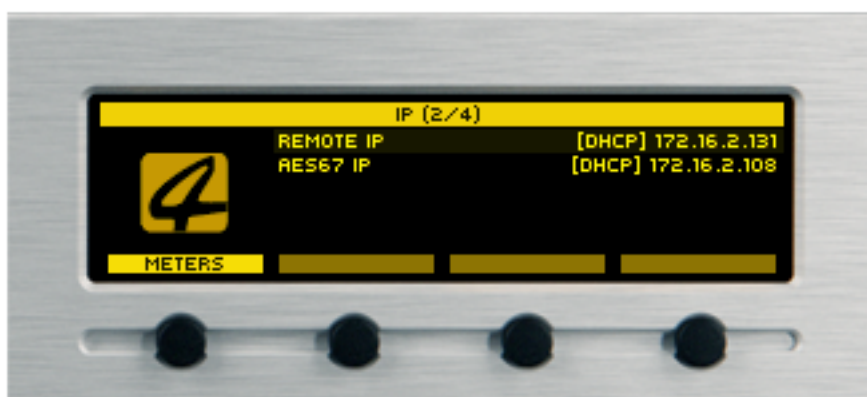 IP (2/4)
REMOTE IP [DHCP] 172.16.2.131
AES67 IP [DHCP] 172.16.2.108
METERS